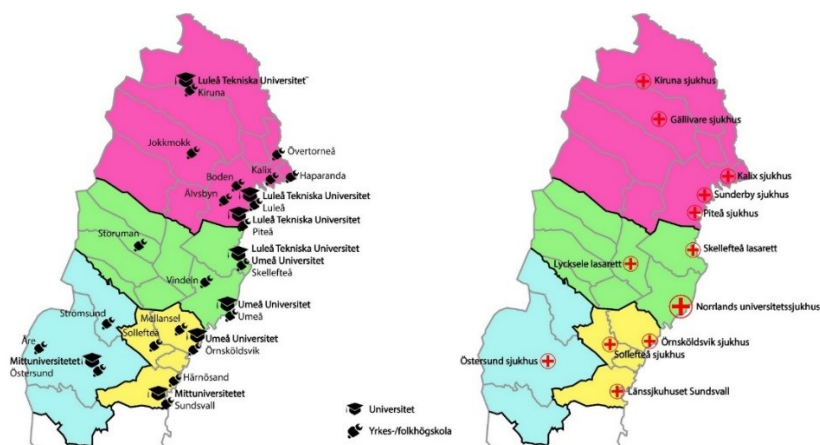 Luleå Tekniska Universitet
Kiruna
Jokkmokk
Övertorneå
Kalix
Haparanda
Boden
Älvsbyn
Luleå Tekniska Universitet
Luleå
Luleå Tekniska Universitet
Piteå
Storuman
Luleå Tekniska Universitet
Umeå Universitet
Skellefteå
Vindeln
Umeå Universitet
Umeå
Strömsund
Mellansel
Sollefteå
Umeå Universitet
Örnsköldsvik
Åre
Mittuniversitetet
Östersund
Härnösand
Mittuniversitetet
Sundsvall
Universitet
Yrkes-/folkhögskola
Kiruna sjukhus
Gällivare sjukhus
Kalix sjukhus
Sunderby sjukhus
Piteå sjukhus
Skellefteå lasarett
Lycksele lasarett
Norrlands universitetssjukhus
Örnsköldsvik sjukhus
Sollefteå sjukhus
Östersund sjukhus
Länssjkuhuset Sundsvall